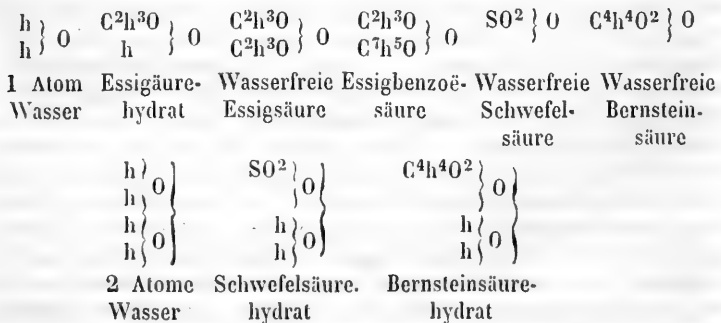 h C²h³O C²h³O C²h³O SO² } O C⁴h⁴O² } O
h } O h } O C²h³O } O C⁷h⁵O } O
1 Atom Essigäure- Wasserfreie Essigbenzoë- Wasserfreie Wasserfreie
Wasser hydrat Essigsäure säure Schwefel- Bernstein-
säure säure
h SO² C⁴h⁴O²
h } O } O } O
h h h
h } O h } O h } O
2 Atome Schwefelsäure. Bernsteinsäure-
Wasser hydrat hydrat